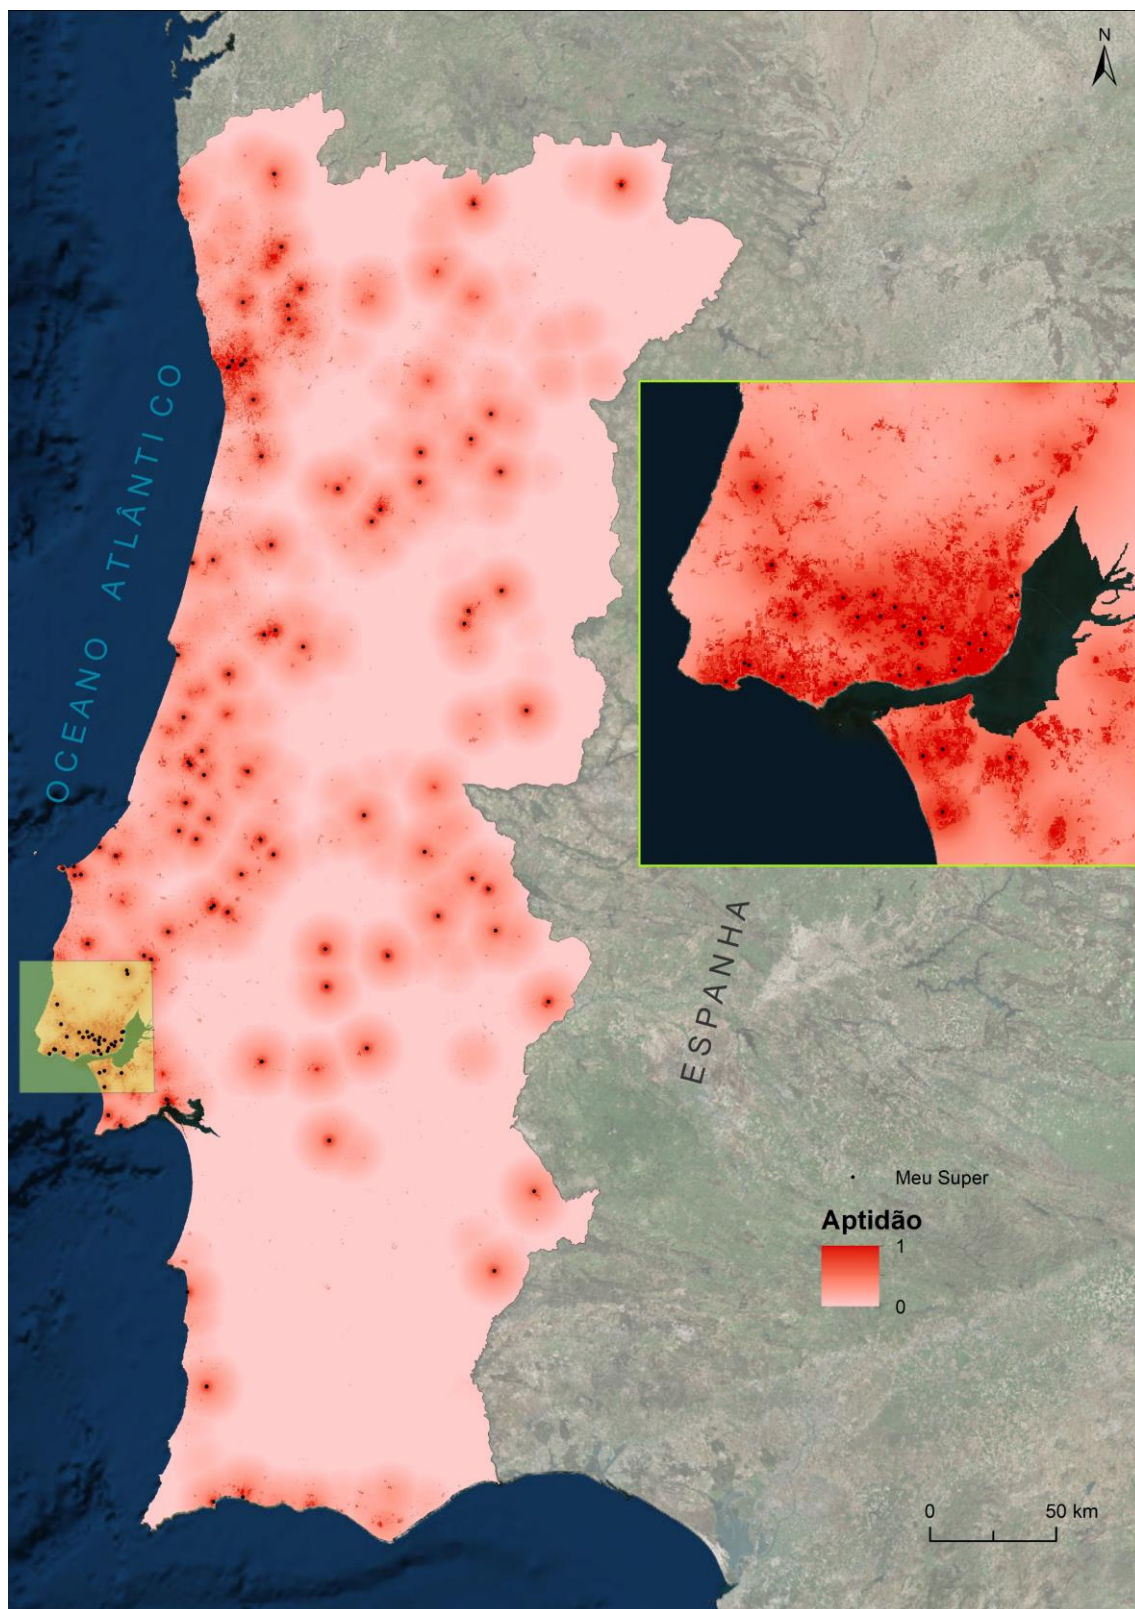 N
OCEANO ATLÂNTICO
ESPANHA
Meu Super
Aptidão
1
0
0 50 km